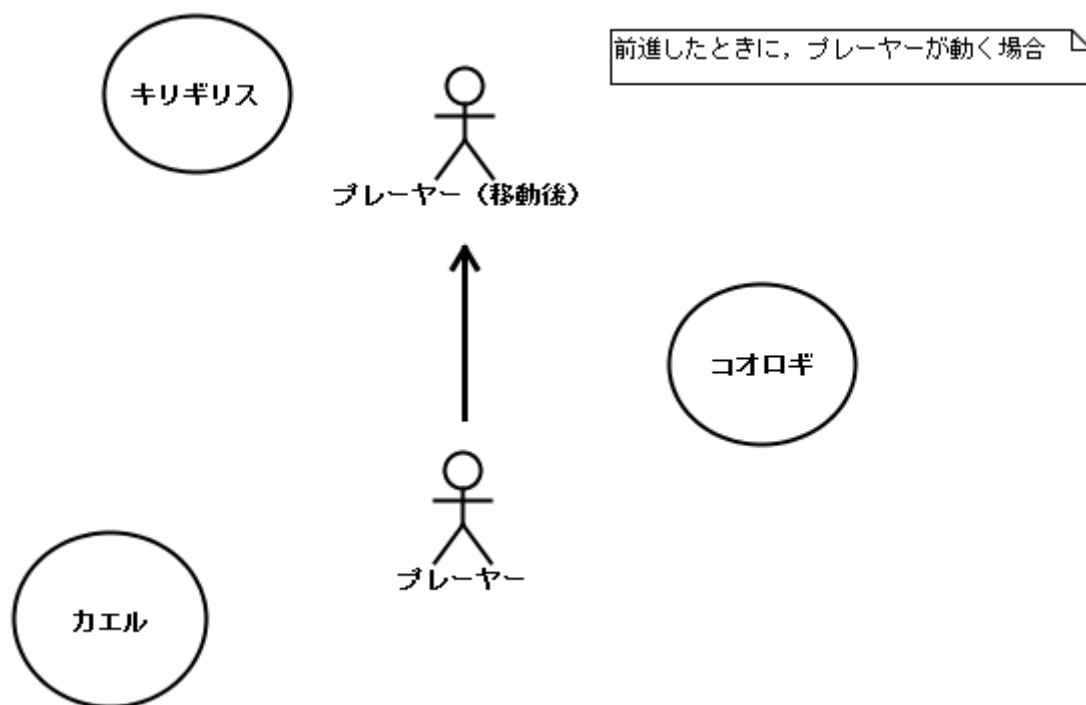 前進したときに，プレーヤーが動く場合
キリギリス
プレーヤー（移動後）
コオロギ
プレーヤー
カエル